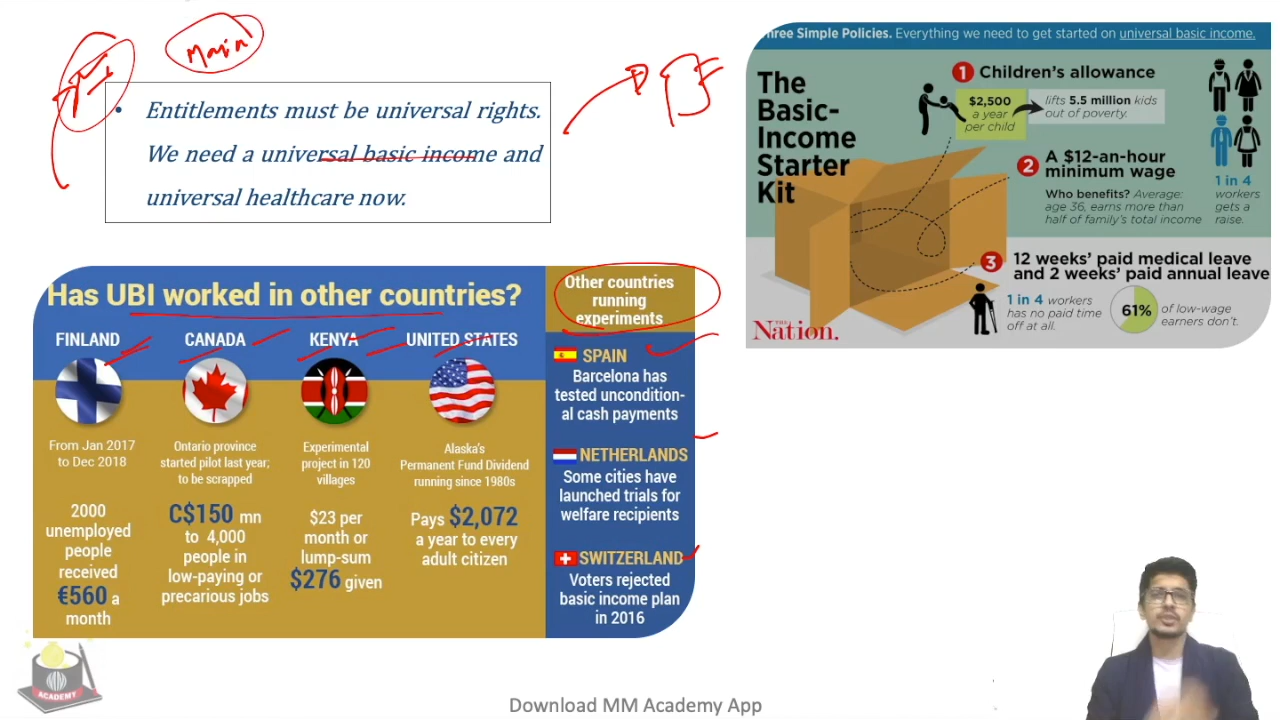 Main
• Entitlements must be universal rights.
We need a universal basic income and
universal healthcare now.
Three Simple Policies. Everything we need to get started on universal basic income.
The
Basic-
Income
Starter
Kit
1 Children's allowance
$2,500
a year
per child
lifts 5.5 million kids
out of poverty.
2 A $12-an-hour
minimum wage
Who benefits? Average:
age 36, earns more than
half of family's total income
1 in 4
workers
gets a
raise.
3 12 weeks' paid medical leave
and 2 weeks' paid annual leave
1 in 4 workers
has no paid time
off at all.
61%
of low-wage
earners don't.
THE
Nation.
Has UBI worked in other countries?
FINLAND
From Jan 2017
to Dec 2018
2000
unemployed
people
received
€560 a
month
CANADA
Ontario province
started pilot last year;
to be scrapped
C$150 mn
to 4,000
people in
low-paying or
precarious jobs
KENYA
Experimental
project in 120
villages
$23 per
month or
lump-sum
$276 given
UNITED STATES
Alaska's
Permanent Fund Dividend
running since 1980s
Pays $2,072
a year to every
adult citizen
Other countries
running
experiments
SPAIN
Barcelona has
tested uncondition-
al cash payments
NETHERLANDS
Some cities have
launched trials for
welfare recipients
SWITZERLAND
Voters rejected
basic income plan
in 2016
ACADEMY
Download MM Academy App